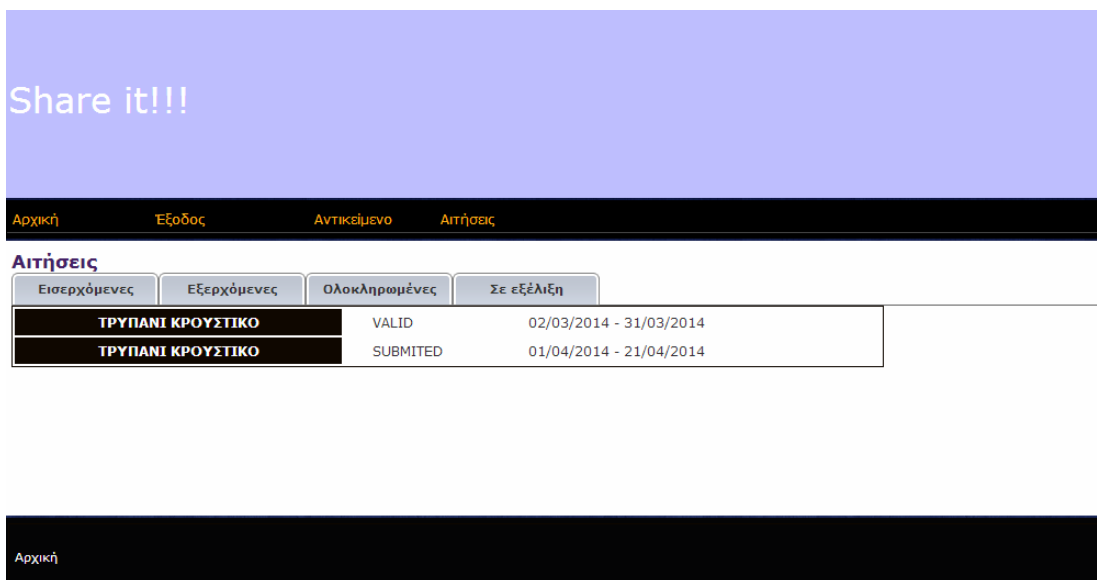 Share it!!!
Αρχική Έξοδος Αντικείμενο Αιτήσεις
Αιτήσεις
Εισερχόμενες Εξερχόμενες Ολοκληρωμένες Σε εξέλιξη
ΤΡΥΠΑΝΙ ΚΡΟΥΣΤΙΚΟ VALID 02/03/2014 - 31/03/2014
ΤΡΥΠΑΝΙ ΚΡΟΥΣΤΙΚΟ SUBMITED 01/04/2014 - 21/04/2014
Αρχική